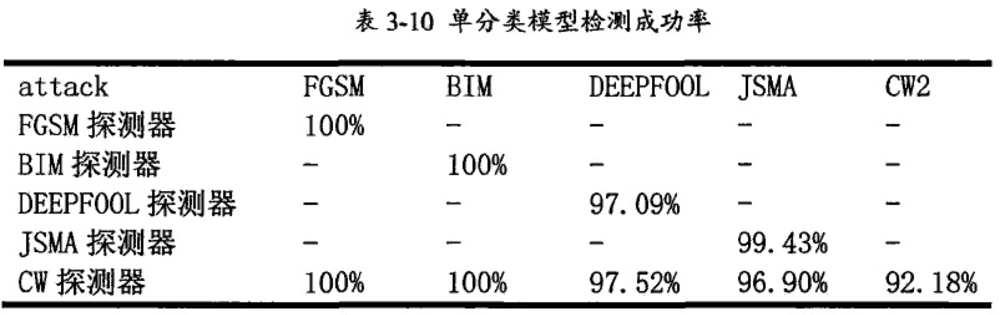 表 3-10 单分类模型检测成功率
attack FGSM BIM DEEPFOOL JSMA CW2
FGSM 探测器 100% - - - -
BIM 探测器 - 100% - - -
DEEPFOOL 探测器 - - 97.09% - -
JSMA 探测器 - - - 99.43% -
CW 探测器 100% 100% 97.52% 96.90% 92.18%